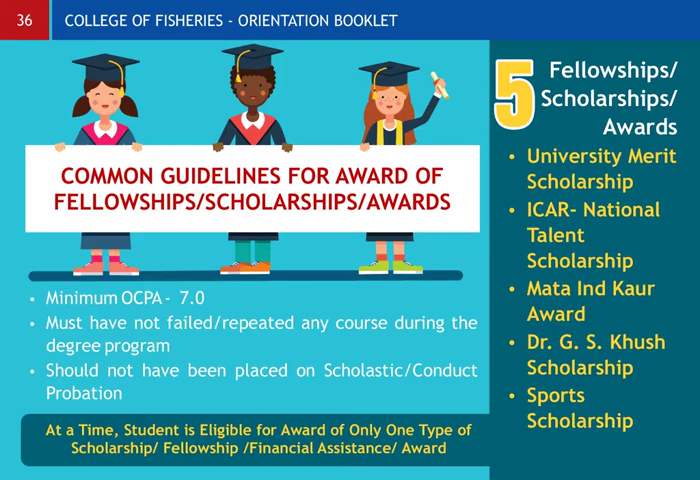 36
COLLEGE OF FISHERIES - ORIENTATION BOOKLET
COMMON GUIDELINES FOR AWARD OF
FELLOWSHIPS/SCHOLARSHIPS/AWARDS
• Minimum OCPA - 7.0
• Must have not failed/repeated any course during the
degree program
• Should not have been placed on Scholastic/Conduct
Probation
At a Time, Student is Eligible for Award of Only One Type of
Scholarship/ Fellowship /Financial Assistance/ Award
5
Fellowships/
Scholarships/
Awards
• University Merit
Scholarship
• ICAR- National
Talent
Scholarship
• Mata Ind Kaur
Award
• Dr. G. S. Khush
Scholarship
• Sports
Scholarship